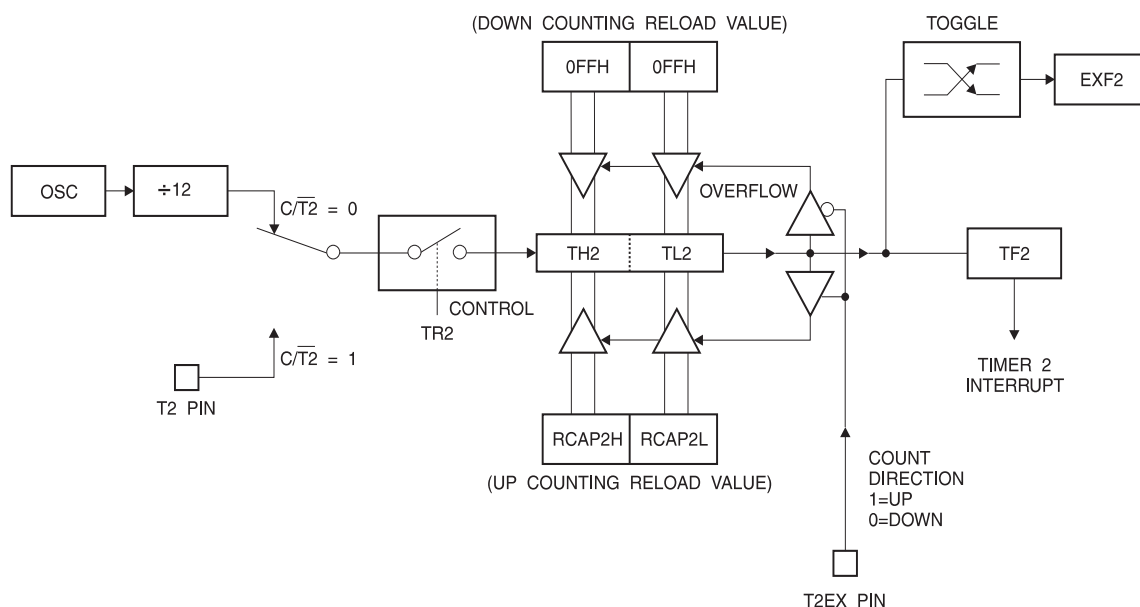 (DOWN COUNTING RELOAD VALUE)
TOGGLE
0FFH 0FFH
EXF2
OSC
÷12
OVERFLOW
C/T2̅ = 0
TH2 TL2
TF2
CONTROL
TR2
C/T2̅ = 1
TIMER 2
INTERRUPT
T2 PIN
RCAP2H RCAP2L
(UP COUNTING RELOAD VALUE)
COUNT
DIRECTION
1=UP
0=DOWN
T2EX PIN